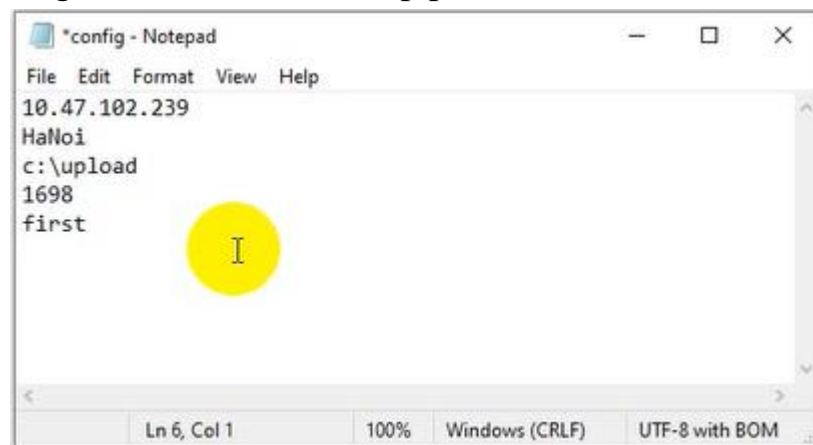 *config - Notepad
File Edit Format View Help
10.47.102.239
HaNoi
c:\upload
1698
first
Ln 6, Col 1 100% Windows (CRLF) UTF-8 with BOM